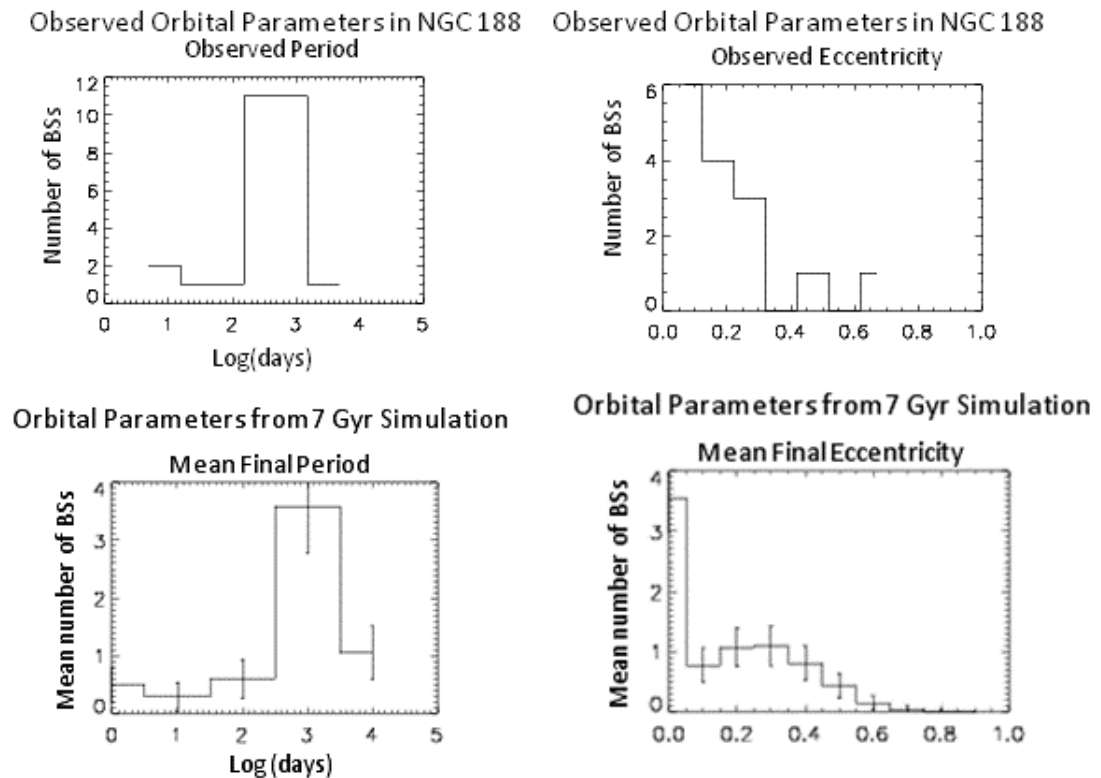 Observed Orbital Parameters in NGC 188
Observed Period
Number of BSs
12
10
8
6
4
2
0
0 1 2 3 4 5
Log(days)
Observed Orbital Parameters in NGC 188
Observed Eccentricity
Number of BSs
6
4
2
0
0.0 0.2 0.4 0.6 0.8 1.0
Orbital Parameters from 7 Gyr Simulation
Mean Final Period
Mean number of BSs
4
3
2
1
0
0 1 2 3 4 5
Log (days)
Orbital Parameters from 7 Gyr Simulation
Mean Final Eccentricity
Mean number of BSs
4
3
2
1
0
0.0 0.2 0.4 0.6 0.8 1.0